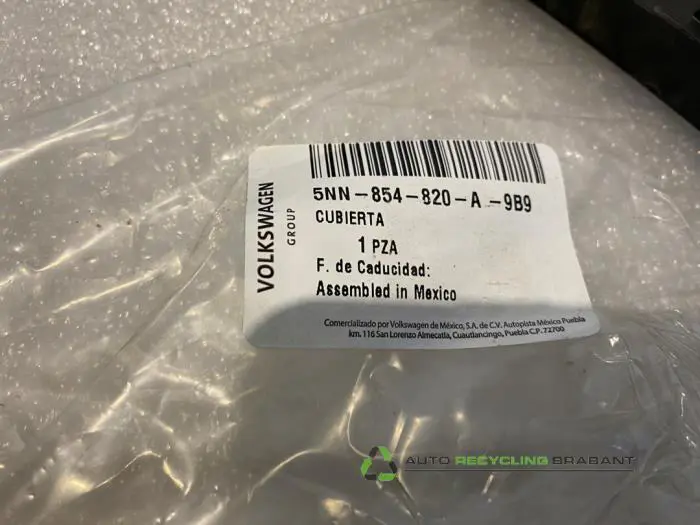 VOLKSWAGEN
GROUP
5NN-854-820-A -9B9
CUBIERTA
1 PZA
F. de Caducidad:
Assembled in Mexico
Comercializado por Volkswagen de México, S.A. de C.V. Autopista México Puebla
km. 116 San Lorenzo Almecatla, Cuautlancingo, Puebla C.P. 72700
AUTO RECYCLING BRABANT